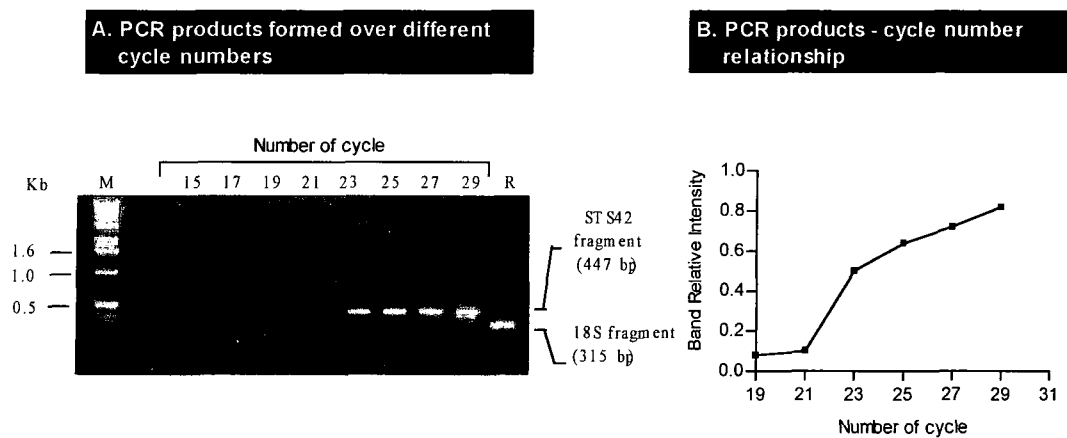 A. PCR products formed over different
cycle numbers
B. PCR products - cycle number
relationship
Number of cycle
Kb M 15 17 19 21 23 25 27 29 R
1.6
1.0
0.5
STS42
fragment
(447 bp)
18S fragment
(315 bp)
Band Relative Intensity
1.0
0.8
0.6
0.4
0.2
0.0
19 21 23 25 27 29 31
Number of cycle